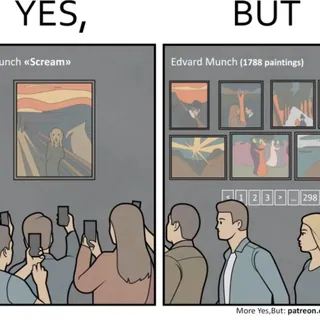 YES,
BUT
unch «Scream»
Edvard Munch (1788 paintings)
< 1 2 3 > ... 298
More Yes,But: patreon.c